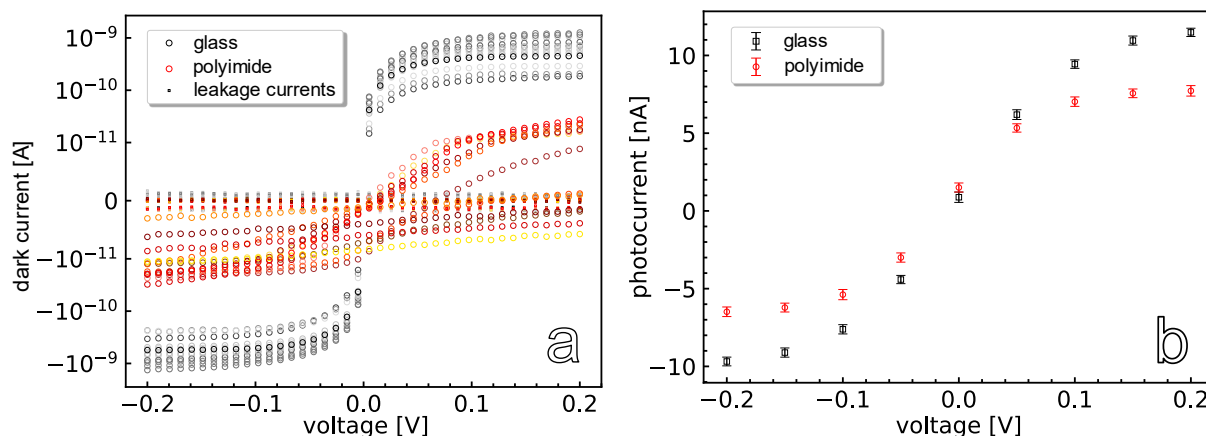 glass
polyimide
leakage currents
dark current [A]
10⁻⁹
10⁻¹⁰
10⁻¹¹
0
−10⁻¹¹
−10⁻¹⁰
−10⁻⁹
−0.2 −0.1 0.0 0.1 0.2
voltage [V]
a
glass
polyimide
photocurrent [nA]
10
5
0
−5
−10
−0.2 −0.1 0.0 0.1 0.2
voltage [V]
b